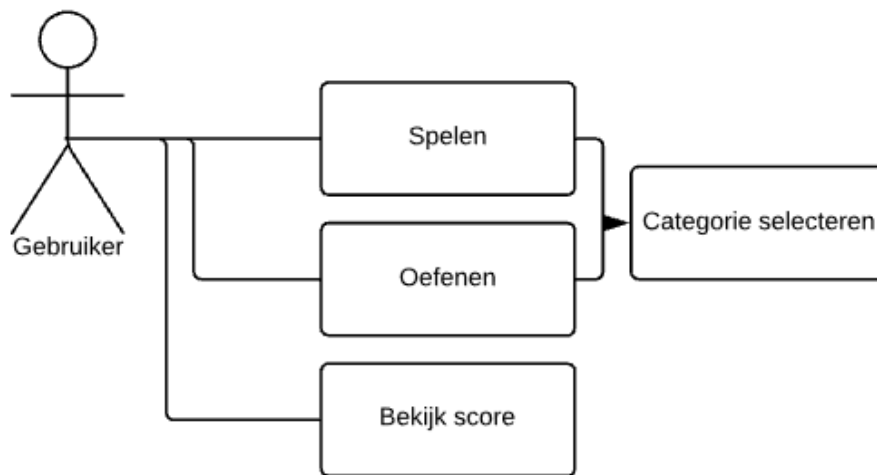 Spelen
Categorie selecteren
Gebruiker
Oefenen
Bekijk score